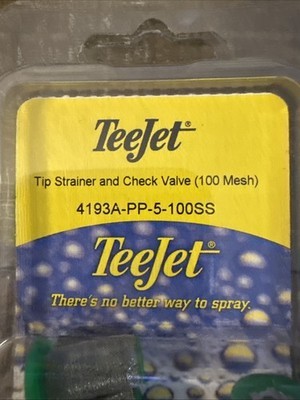 TeeJet®
Tip Strainer and Check Valve (100 Mesh)
4193A-PP-5-100SS
TeeJet®
There's no better way to spray.